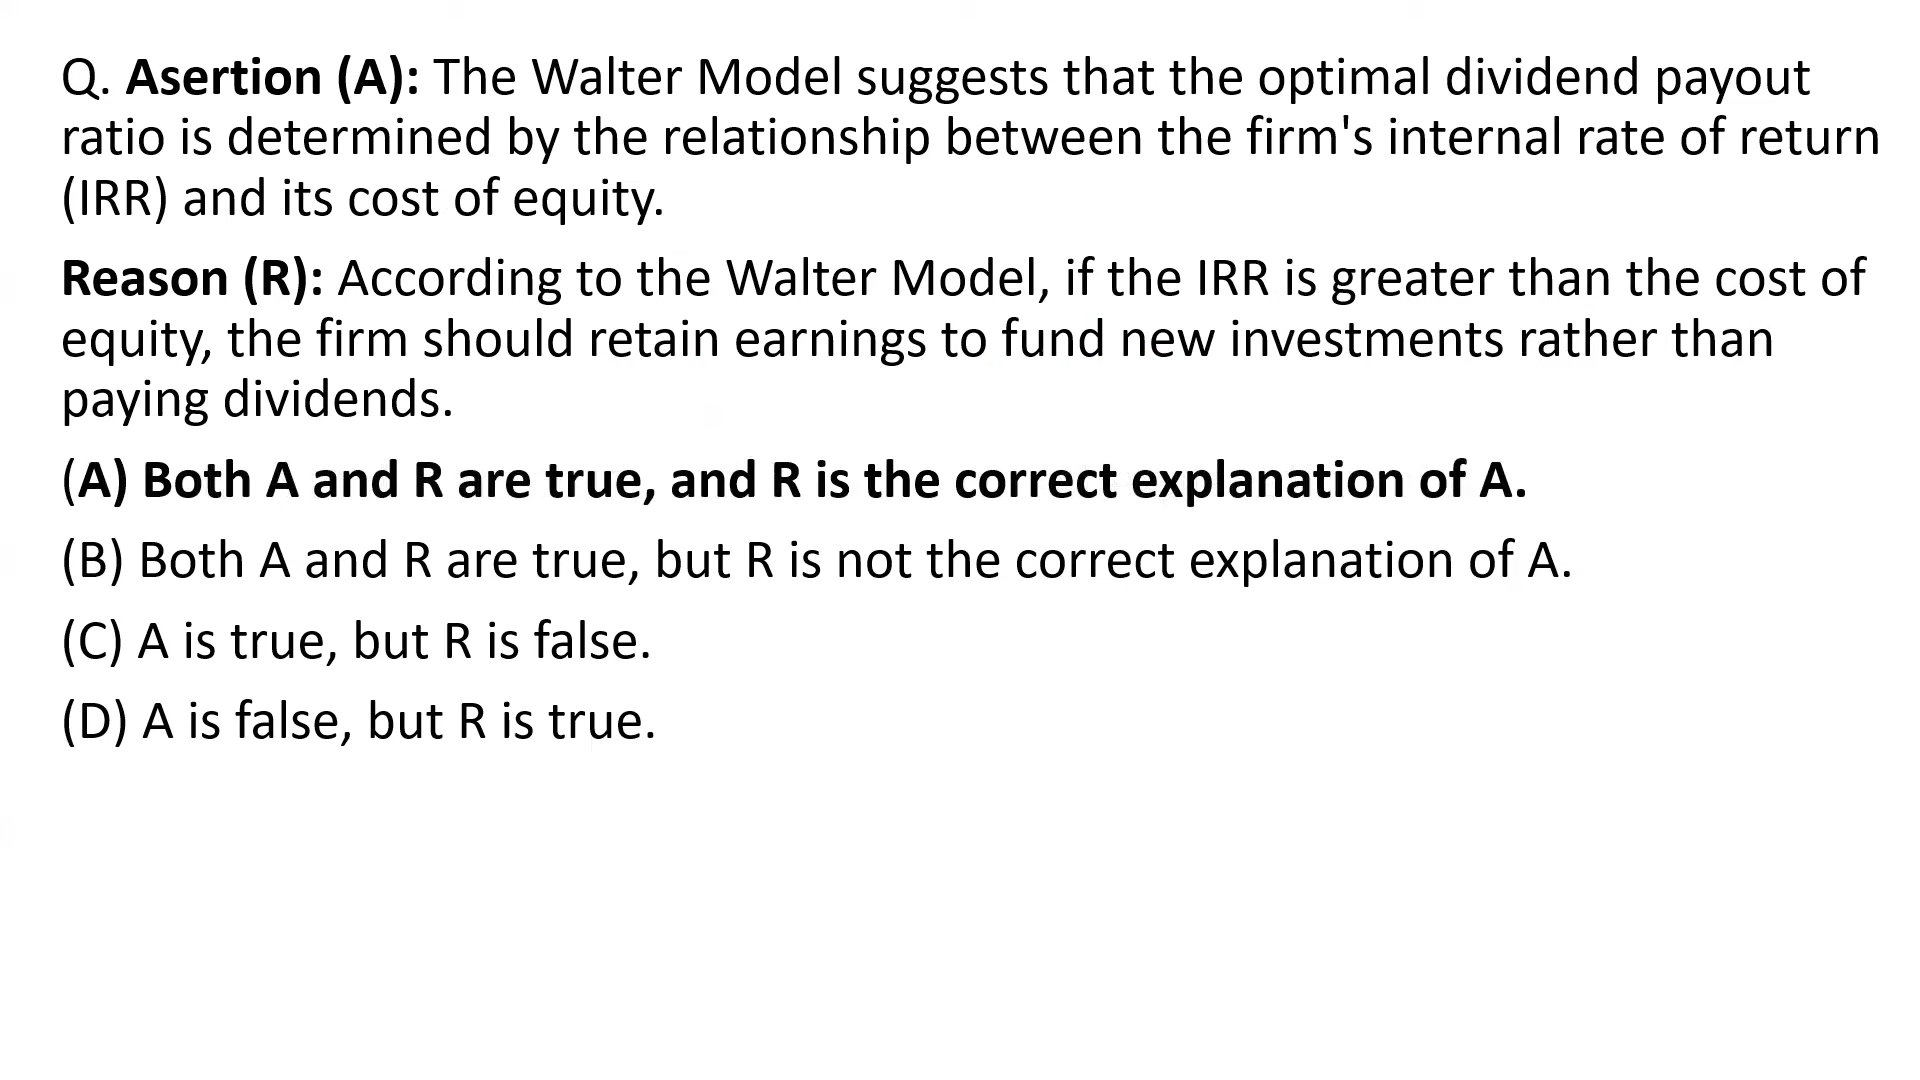 Q. Asertion (A): The Walter Model suggests that the optimal dividend payout
ratio is determined by the relationship between the firm's internal rate of return
(IRR) and its cost of equity.
Reason (R): According to the Walter Model, if the IRR is greater than the cost of
equity, the firm should retain earnings to fund new investments rather than
paying dividends.
(A) Both A and R are true, and R is the correct explanation of A.
(B) Both A and R are true, but R is not the correct explanation of A.
(C) A is true, but R is false.
(D) A is false, but R is true.